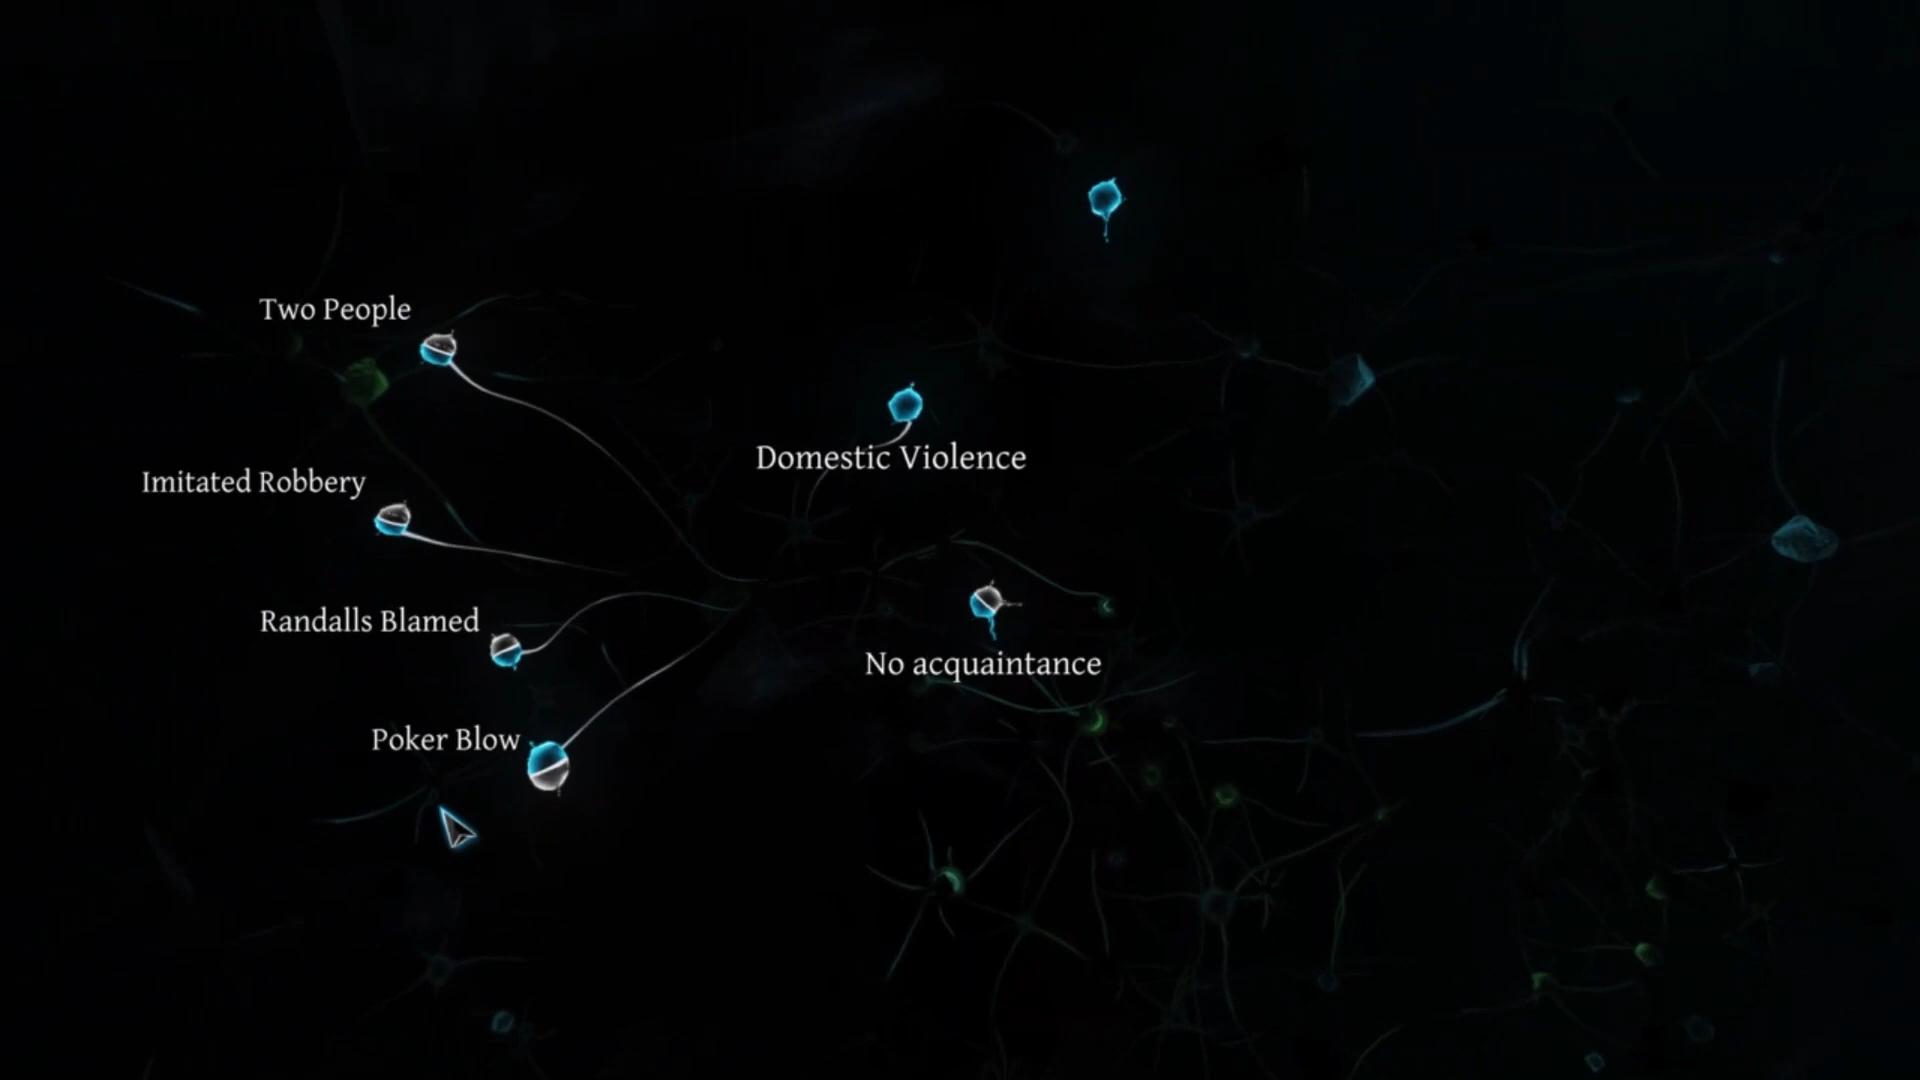 Two People
Domestic Violence
Imitated Robbery
Randalls Blamed
No acquaintance
Poker Blow